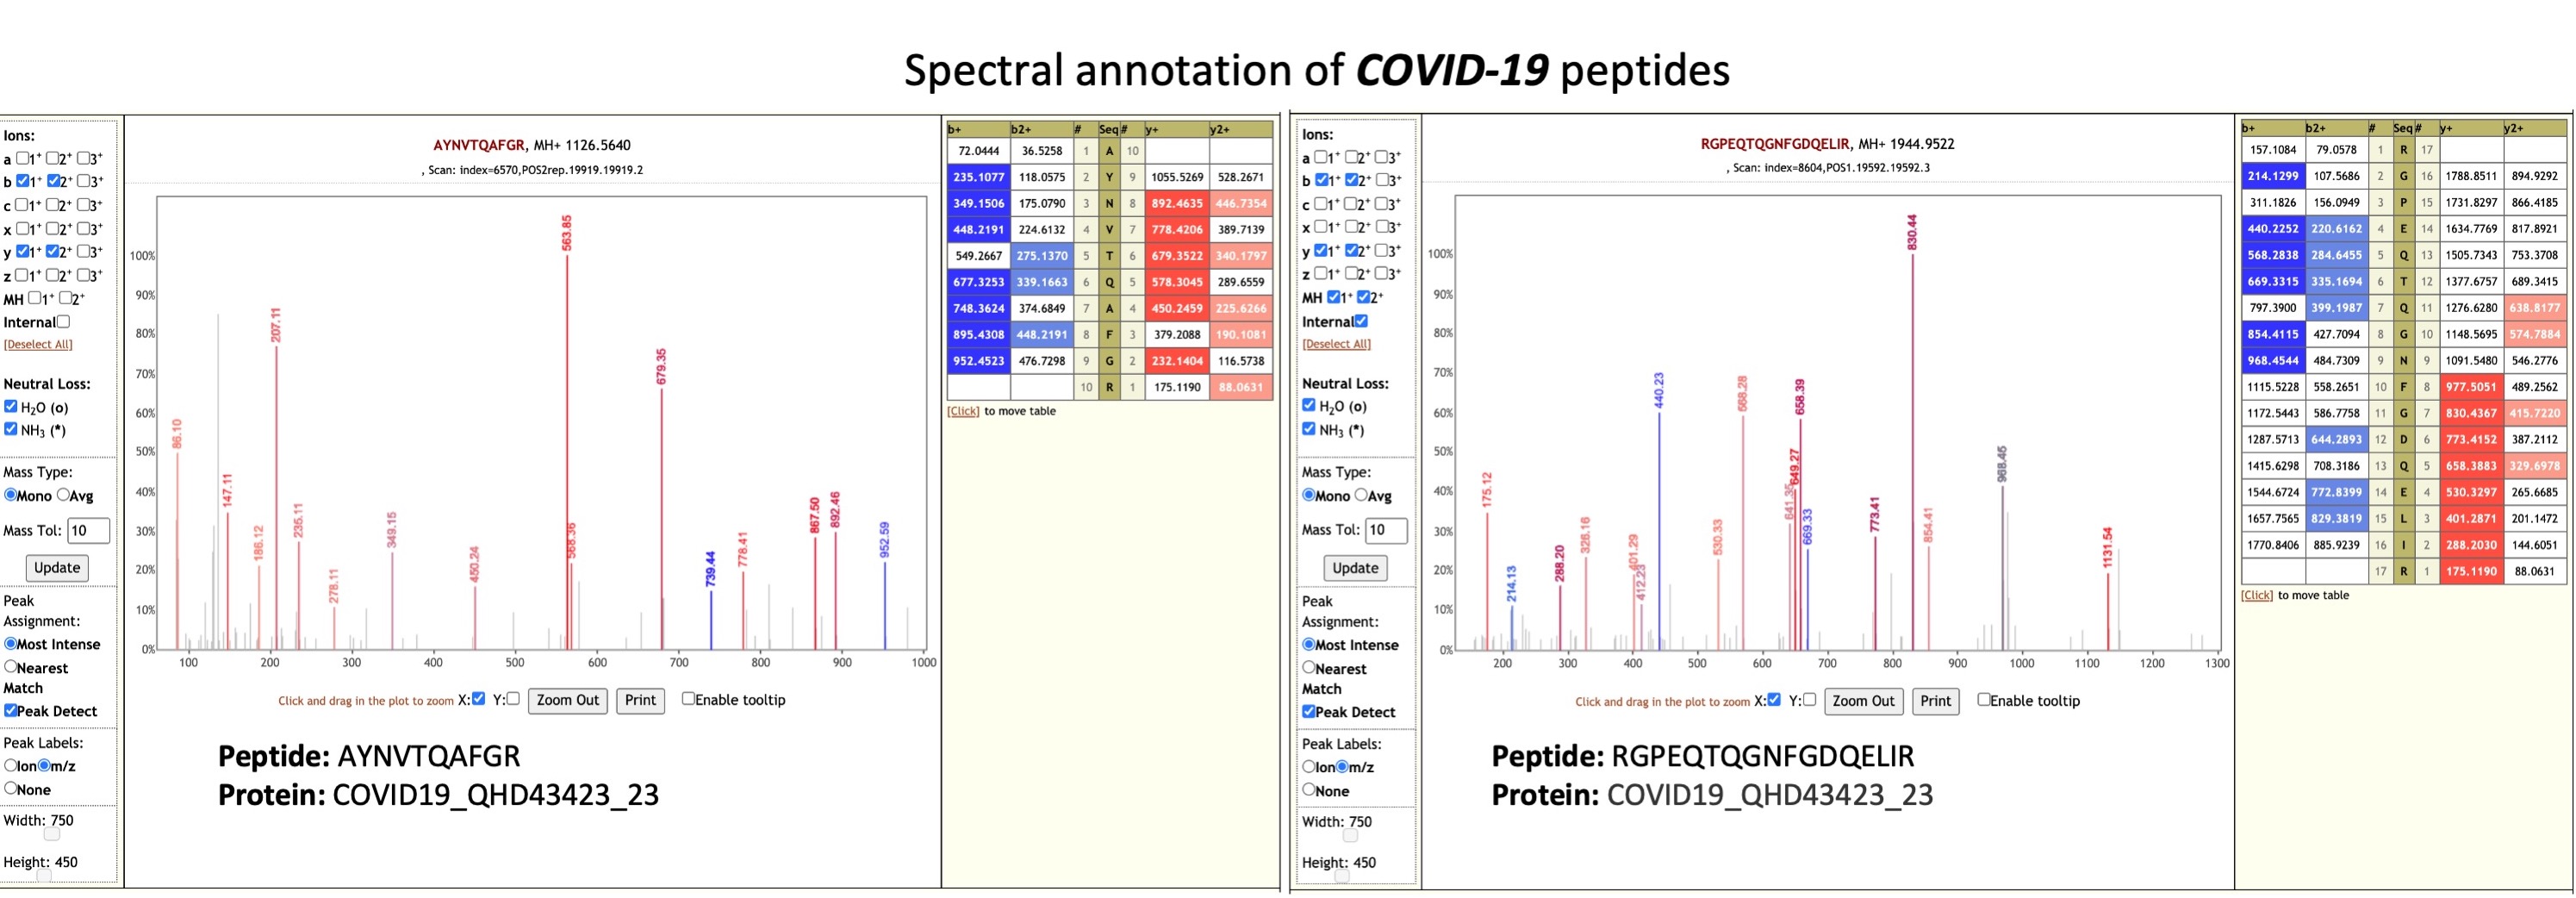 Spectral annotation of COVID-19 peptides
Ions:
a 1+ 2+ 3+
b 1+ 2+ 3+
c 1+ 2+ 3+
x 1+ 2+ 3+
y 1+ 2+ 3+
z 1+ 2+ 3+
MH 1+ 2+
Internal
[Deselect All]
Neutral Loss:
H2O (o)
NH3 (*)
Mass Type:
Mono Avg
Mass Tol: 10
Update
Peak
Assignment:
Most Intense
Nearest
Match
Peak Detect
Peak Labels:
Ion m/z
None
Width: 750
Height: 450
AYNVTQAFGR, MH+ 1126.5640
, Scan: index=6570,POS2rep.19919.19919.2
100%
90%
80%
70%
60%
50%
40%
30%
20%
10%
0%
86.10
147.11
186.12
207.11
235.11
278.11
349.15
450.24
563.85
568.36
679.35
739.44
778.41
867.50
892.46
952.59
100 200 300 400 500 600 700 800 900 1000
Click and drag in the plot to zoom X: Y: Zoom Out Print Enable tooltip
Peptide: AYNVTQAFGR
Protein: COVID19_QHD43423_23
b+ b2+ # Seq # y+ y2+
72.0444 36.5258 1 A 10
235.1077 118.0575 2 Y 9 1055.5269 528.2671
349.1506 175.0790 3 N 8 892.4635 446.7354
448.2191 224.6132 4 V 7 778.4206 389.7139
549.2667 275.1370 5 T 6 679.3522 340.1797
677.3253 339.1663 6 Q 5 578.3045 289.6559
748.3624 374.6849 7 A 4 450.2459 225.6266
895.4308 448.2191 8 F 3 379.2088 190.1081
952.4523 476.7298 9 G 2 232.1404 116.5738
10 R 1 175.1190 88.0631
[Click] to move table
Ions:
a 1+ 2+ 3+
b 1+ 2+ 3+
c 1+ 2+ 3+
x 1+ 2+ 3+
y 1+ 2+ 3+
z 1+ 2+ 3+
MH 1+ 2+
Internal
[Deselect All]
Neutral Loss:
H2O (o)
NH3 (*)
Mass Type:
Mono Avg
Mass Tol: 10
Update
Peak
Assignment:
Most Intense
Nearest
Match
Peak Detect
Peak Labels:
Ion m/z
None
Width: 750
Height: 450
RGPEQTQGNFGDQELIR, MH+ 1944.9522
, Scan: index=8604,POS1.19592.19592.3
100%
90%
80%
70%
60%
50%
40%
30%
20%
10%
0%
175.12
214.13
288.20
326.16
401.29
412.23
440.23
530.33
568.28
641.35
649.27
658.39
669.33
773.41
830.44
854.41
968.45
1131.54
200 300 400 500 600 700 800 900 1000 1100 1200 1300
Click and drag in the plot to zoom X: Y: Zoom Out Print Enable tooltip
Peptide: RGPEQTQGNFGDQELIR
Protein: COVID19_QHD43423_23
b+ b2+ # Seq # y+ y2+
157.1084 79.0578 1 R 17
214.1299 107.5686 2 G 16 1788.8511 894.9292
311.1826 156.0949 3 P 15 1731.8297 866.4185
440.2252 220.6162 4 E 14 1634.7769 817.8921
568.2838 284.6455 5 Q 13 1505.7343 753.3708
669.3315 335.1694 6 T 12 1377.6757 689.3415
797.3900 399.1987 7 Q 11 1276.6280 638.8177
854.4115 427.7094 8 G 10 1148.5695 574.7884
968.4544 484.7309 9 N 9 1091.5480 546.2776
1115.5228 558.2651 10 F 8 977.5051 489.2562
1172.5443 586.7758 11 G 7 830.4367 415.7220
1287.5713 644.2893 12 D 6 773.4152 387.2112
1415.6298 708.3186 13 Q 5 658.3883 329.6978
1544.6724 772.8399 14 E 4 530.3297 265.6685
1657.7565 829.3819 15 L 3 401.2871 201.1472
1770.8406 885.9239 16 I 2 288.2030 144.6051
17 R 1 175.1190 88.0631
[Click] to move table